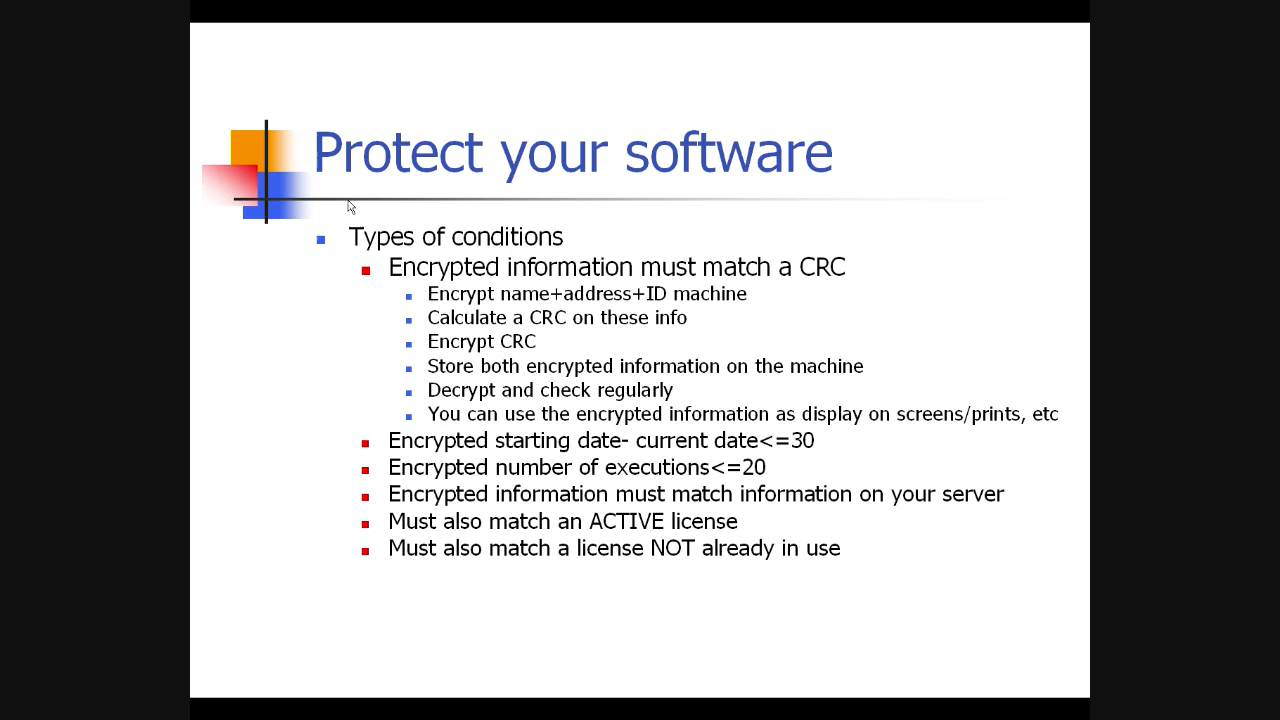 Protect your software
Types of conditions
Encrypted information must match a CRC
Encrypt name+address+ID machine
Calculate a CRC on these info
Encrypt CRC
Store both encrypted information on the machine
Decrypt and check regularly
You can use the encrypted information as display on screens/prints, etc
Encrypted starting date- current date<=30
Encrypted number of executions<=20
Encrypted information must match information on your server
Must also match an ACTIVE license
Must also match a license NOT already in use